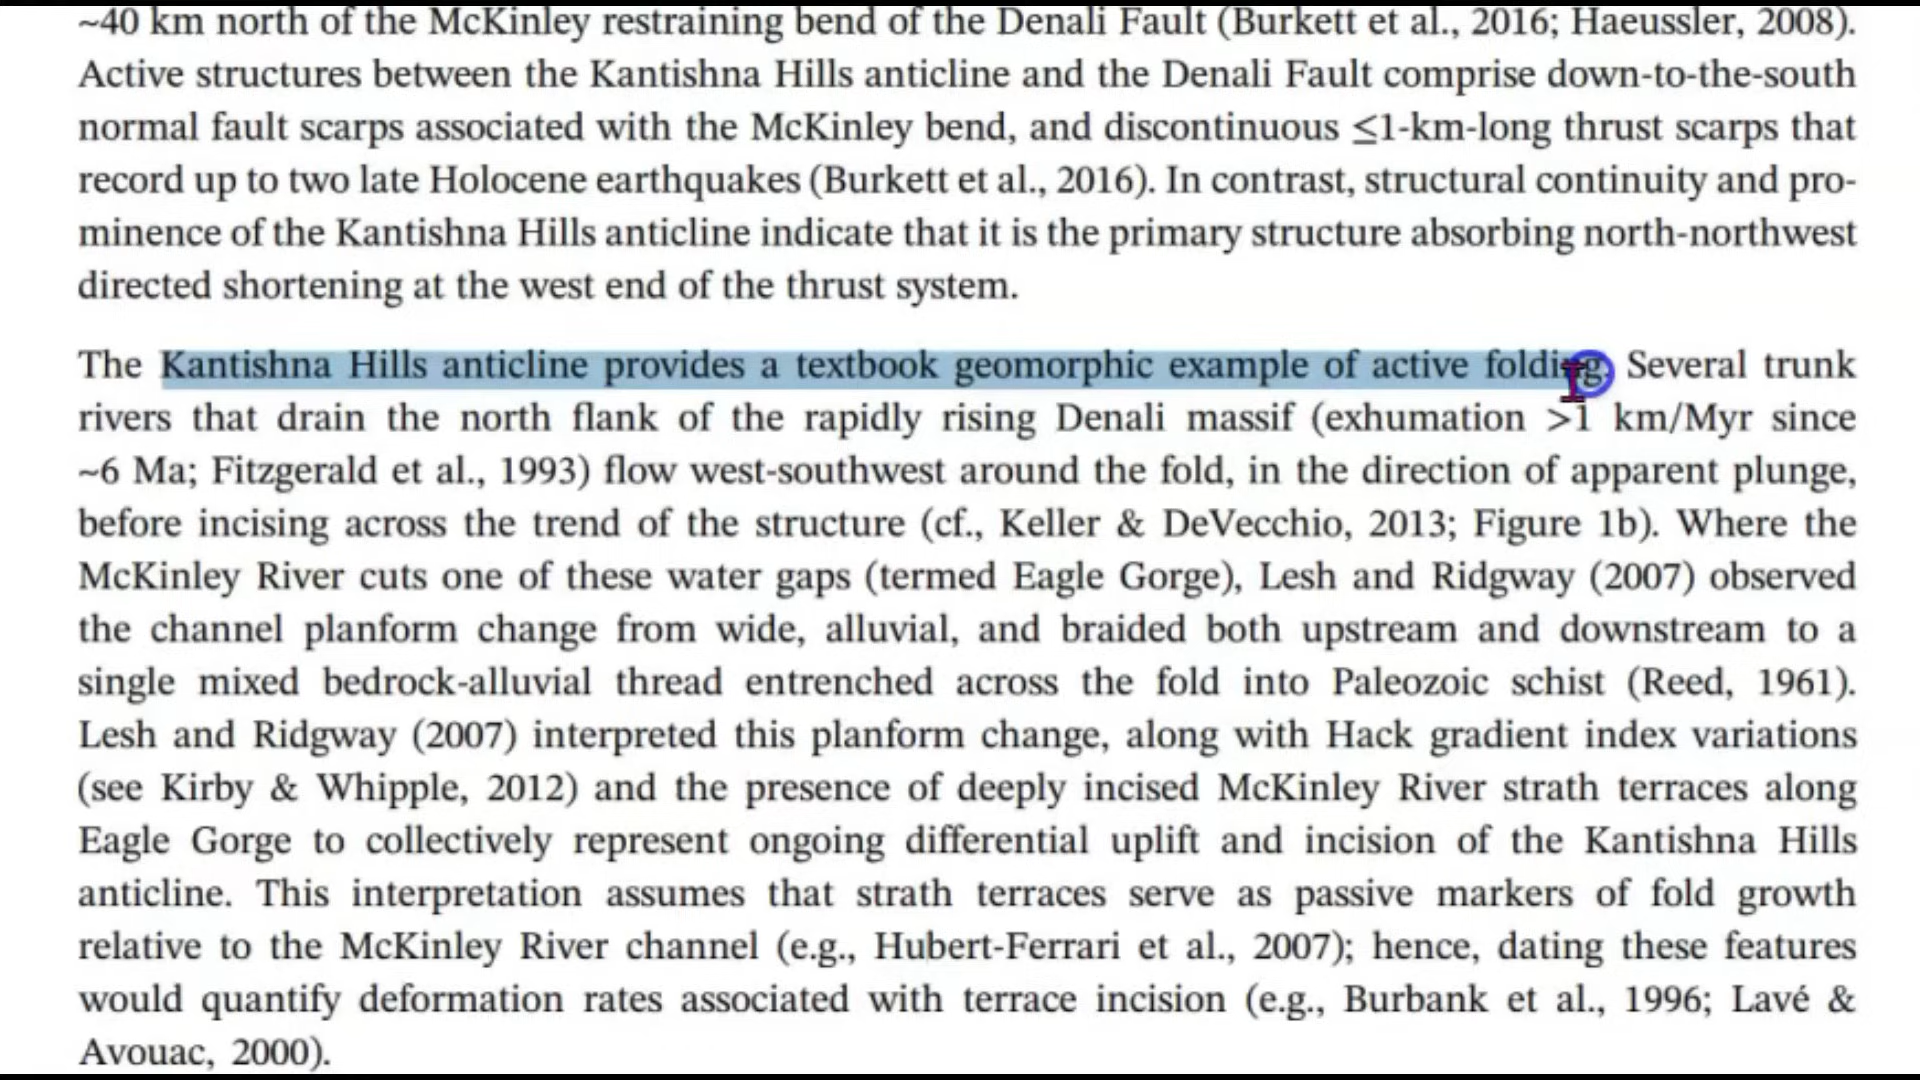 ~40 km north of the McKinley restraining bend of the Denali Fault (Burkett et al., 2016; Haeussler, 2008).
Active structures between the Kantishna Hills anticline and the Denali Fault comprise down-to-the-south
normal fault scarps associated with the McKinley bend, and discontinuous ≤1-km-long thrust scarps that
record up to two late Holocene earthquakes (Burkett et al., 2016). In contrast, structural continuity and pro-
minence of the Kantishna Hills anticline indicate that it is the primary structure absorbing north-northwest
directed shortening at the west end of the thrust system.
The Kantishna Hills anticline provides a textbook geomorphic example of active folding. Several trunk
rivers that drain the north flank of the rapidly rising Denali massif (exhumation >1 km/Myr since
~6 Ma; Fitzgerald et al., 1993) flow west-southwest around the fold, in the direction of apparent plunge,
before incising across the trend of the structure (cf., Keller & DeVecchio, 2013; Figure 1b). Where the
McKinley River cuts one of these water gaps (termed Eagle Gorge), Lesh and Ridgway (2007) observed
the channel planform change from wide, alluvial, and braided both upstream and downstream to a
single mixed bedrock-alluvial thread entrenched across the fold into Paleozoic schist (Reed, 1961).
Lesh and Ridgway (2007) interpreted this planform change, along with Hack gradient index variations
(see Kirby & Whipple, 2012) and the presence of deeply incised McKinley River strath terraces along
Eagle Gorge to collectively represent ongoing differential uplift and incision of the Kantishna Hills
anticline. This interpretation assumes that strath terraces serve as passive markers of fold growth
relative to the McKinley River channel (e.g., Hubert-Ferrari et al., 2007); hence, dating these features
would quantify deformation rates associated with terrace incision (e.g., Burbank et al., 1996; Lavé &
Avouac, 2000).